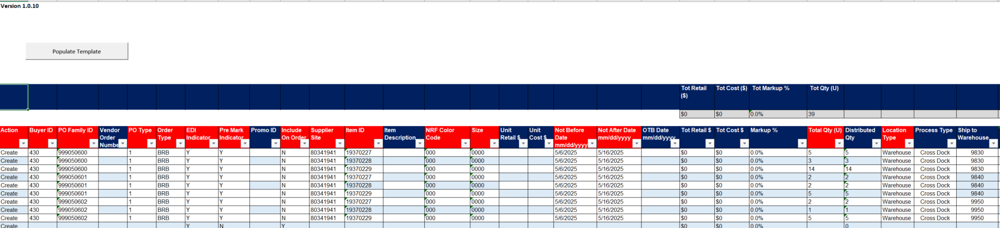 Version 1.0.10
Populate Template
Tot Retail ($) Tot Cost ($) Tot Markup % Tot Qty (U)
$0 $0 0.0% 39
Action Buyer ID PO Family ID Vendor Order Numbe PO Type Order Type EDI Indicator Pre Mark Indicator Promo ID Include On Order Supplier Site Item ID Item Description NRF Color Code Size Unit Retail $ Unit Cost $ Not Before Date mm/dd/yyyy Not After Date mm/dd/yyyy OTB Date mm/dd/yyyy Tot Retail $ Tot Cost $ Markup % Total Qty (U) Distributed Qty Location Type Process Type Ship to Warehouse
Create 430 999050600 1 BRB Y Y N 80341941 19370227 000 0000 5/6/2025 5/16/2025 $0 $0 0.0% 5 5 Warehouse Cross Dock 9830
Create 430 999050600 1 BRB Y Y N 80341941 19370228 000 0000 5/6/2025 5/16/2025 $0 $0 0.0% 3 3 Warehouse Cross Dock 9830
Create 430 999050600 1 BRB Y Y N 80341941 19370229 000 0000 5/6/2025 5/16/2025 $0 $0 0.0% 14 14 Warehouse Cross Dock 9830
Create 430 999050601 1 BRB Y Y N 80341941 19370227 000 0000 5/6/2025 5/16/2025 $0 $0 0.0% 2 2 Warehouse Cross Dock 9840
Create 430 999050601 1 BRB Y Y N 80341941 19370228 000 0000 5/6/2025 5/16/2025 $0 $0 0.0% 2 2 Warehouse Cross Dock 9840
Create 430 999050601 1 BRB Y Y N 80341941 19370229 000 0000 5/6/2025 5/16/2025 $0 $0 0.0% 5 5 Warehouse Cross Dock 9840
Create 430 999050602 1 BRB Y Y N 80341941 19370227 000 0000 5/6/2025 5/16/2025 $0 $0 0.0% 2 2 Warehouse Cross Dock 9950
Create 430 999050602 1 BRB Y Y N 80341941 19370228 000 0000 5/6/2025 5/16/2025 $0 $0 0.0% 1 1 Warehouse Cross Dock 9950
Create 430 999050602 1 BRB Y Y N 80341941 19370229 000 0000 5/6/2025 5/16/2025 $0 $0 0.0% 5 5 Warehouse Cross Dock 9950
Create Y N Y $0 $0 0.0% 0